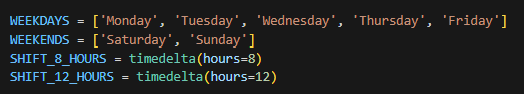 WEEKDAYS = ['Monday', 'Tuesday', 'Wednesday', 'Thursday', 'Friday']
WEEKENDS = ['Saturday', 'Sunday']
SHIFT_8_HOURS = timedelta(hours=8)
SHIFT_12_HOURS = timedelta(hours=12)